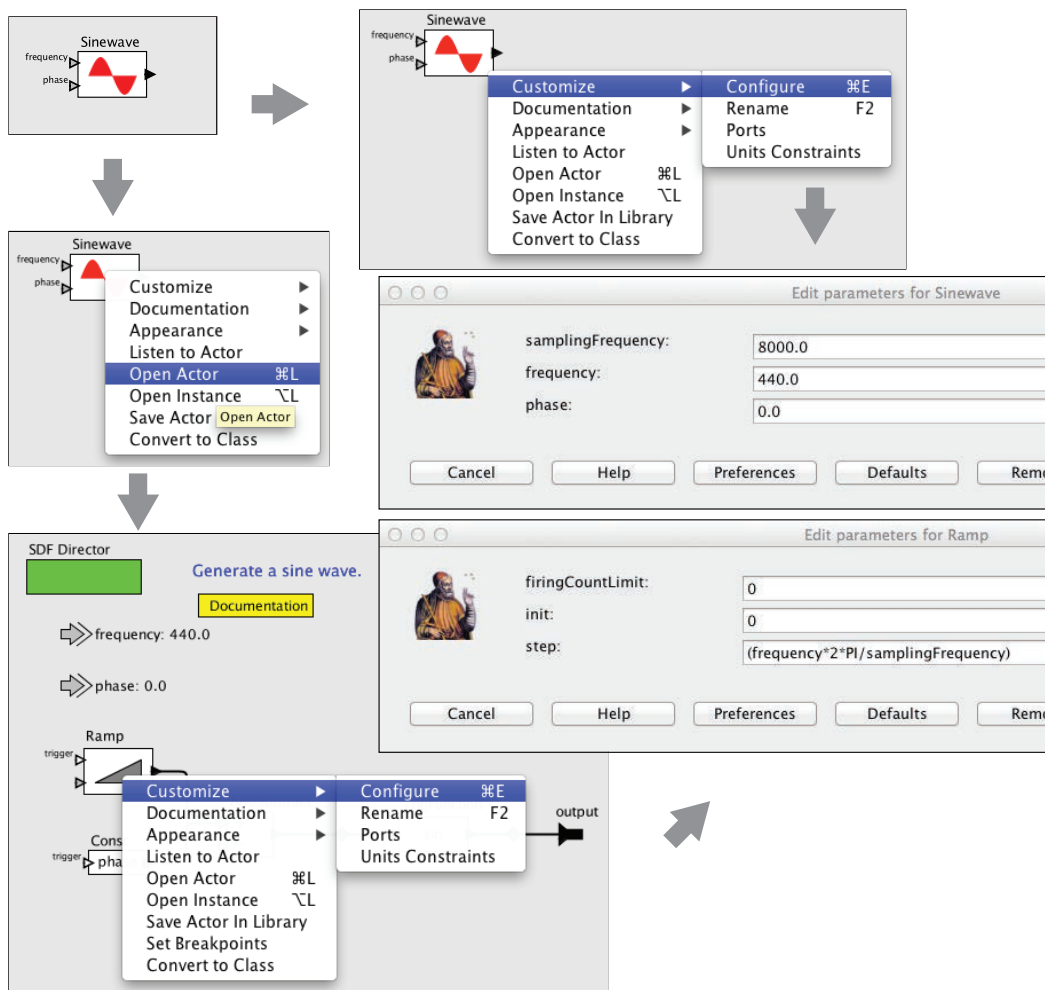 Sinewave
frequency
phase
Sinewave
frequency
phase
Customize
Documentation
Appearance
Listen to Actor
Open Actor ⌘L
Open Instance ⌥L
Save Actor In Library
Convert to Class
Configure ⌘E
Rename F2
Ports
Units Constraints
Sinewave
frequency
phase
Customize
Documentation
Appearance
Listen to Actor
Open Actor ⌘L
Open Instance ⌥L
Save Actor
Open Actor
Convert to Class
Edit parameters for Sinewave
samplingFrequency: 8000.0
frequency: 440.0
phase: 0.0
Cancel Help Preferences Defaults Remo
Edit parameters for Ramp
firingCountLimit: 0
init: 0
step: (frequency*2*PI/samplingFrequency)
Cancel Help Preferences Defaults Remo
SDF Director
Generate a sine wave.
Documentation
frequency: 440.0
phase: 0.0
Ramp
trigger
Cons
trigger
pha
Customize
Documentation
Appearance
Listen to Actor
Open Actor ⌘L
Open Instance ⌥L
Save Actor In Library
Set Breakpoints
Convert to Class
Configure ⌘E
Rename F2
Ports
Units Constraints
output